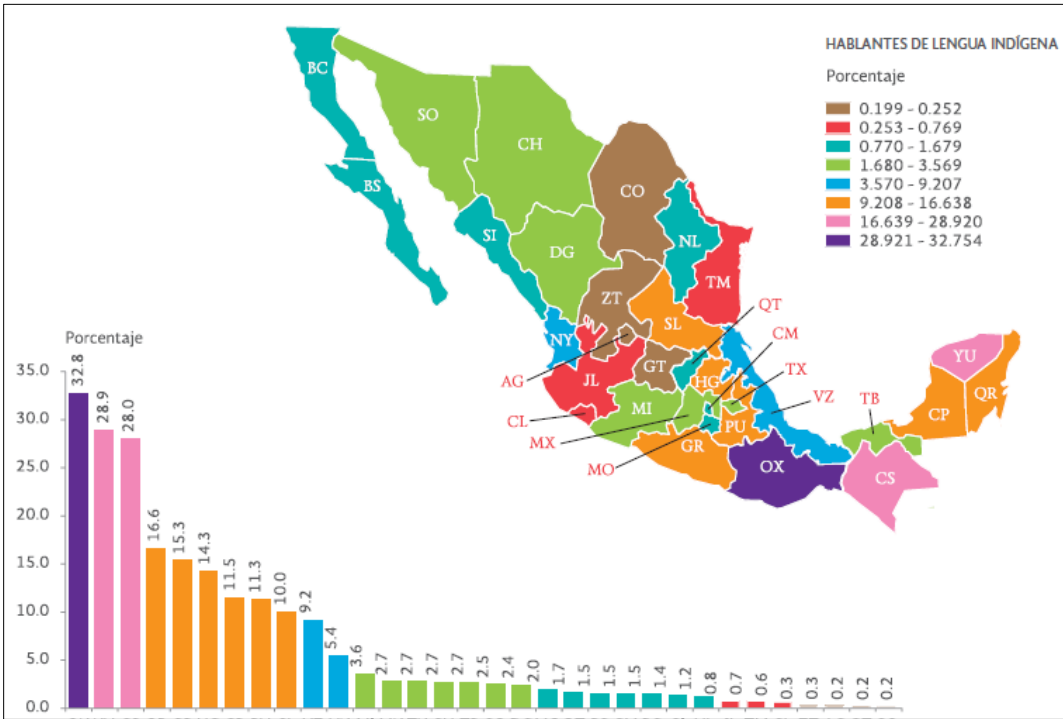 HABLANTES DE LENGUA INDÍGENA
Porcentaje
0.199 - 0.252
0.253 - 0.769
0.770 - 1.679
1.680 - 3.569
3.570 - 9.207
9.208 - 16.638
16.639 - 28.920
28.921 - 32.754
BC
SO
CH
BS
CO
SI
NL
DG
TM
ZT
QT
SL
CM
NY
AG
GT
HG
TX
YU
JL
VZ
TB
QR
CL
MI
CP
MX
PU
MO
GR
OX
CS
Porcentaje
35.0
30.0
25.0
20.0
15.0
10.0
5.0
0.0
32.8
28.9
28.0
16.6
15.3
14.3
11.5
11.3
10.0
9.2
5.4
3.6
2.7
2.7
2.7
2.7
2.5
2.4
2.0
1.7
1.5
1.5
1.5
1.4
1.2
0.8
0.7
0.6
0.3
0.3
0.2
0.2
0.2